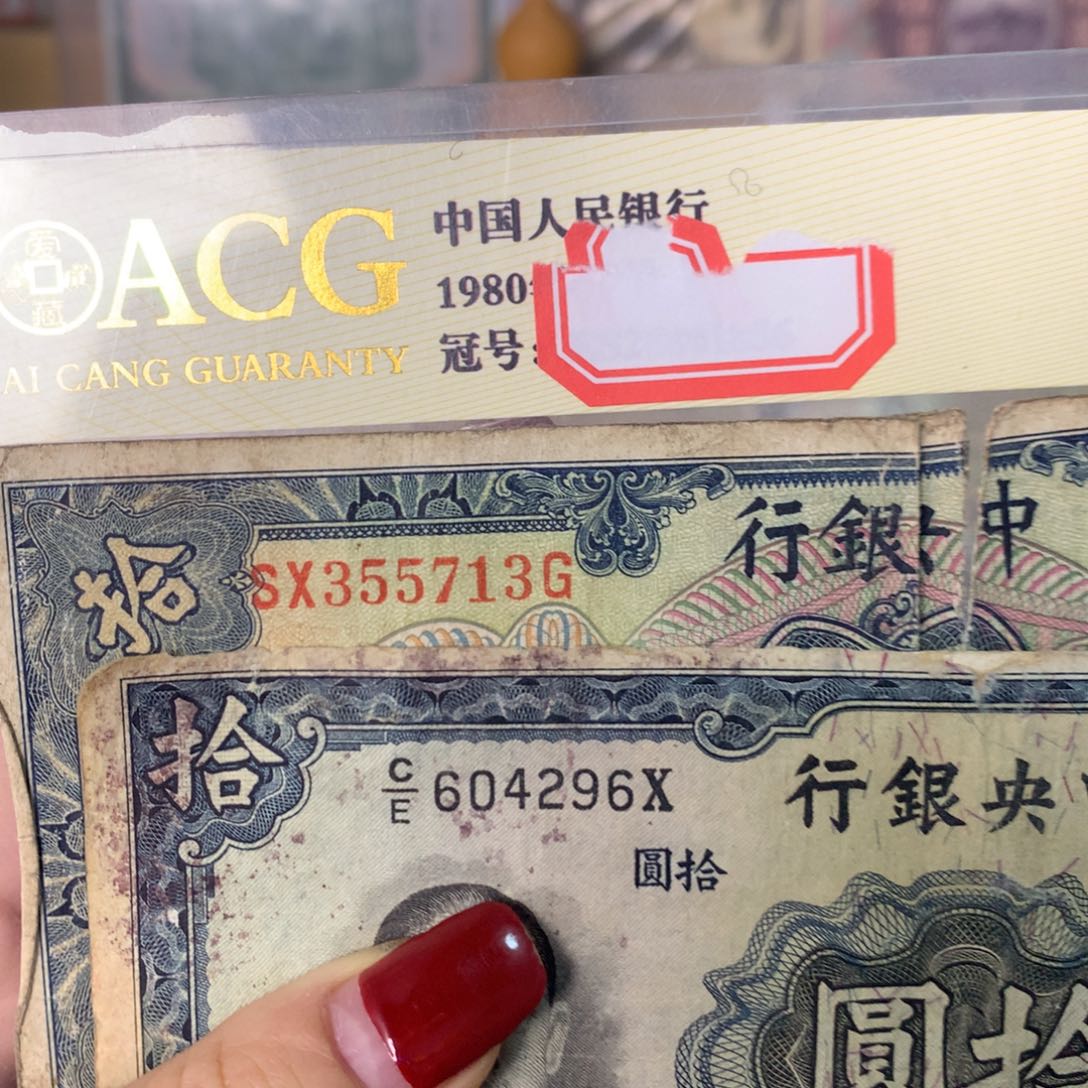 ACG
AI CANG GUARANTY
中国人民银行
1980
冠号:
拾
SX355713G
行銀
中
拾
C/E 604296X
行銀央
圓拾
圓拾